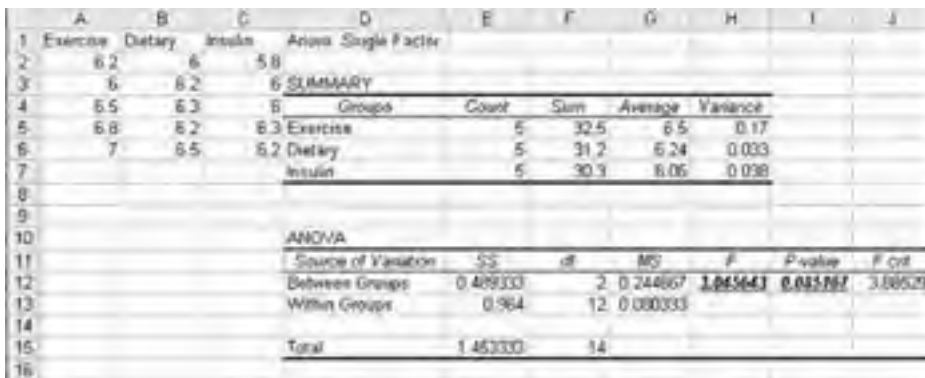 A B C D E F G H I J
1 Exercise Dietary Insulin Anova: Single Factor
2 6.2 6 5.8
3 6 6.2 6 SUMMARY
4 6.5 6.3 6 Groups Count Sum Average Variance
5 6.8 6.2 6.3 Exercise 5 32.5 6.5 0.17
6 7 6.5 6.2 Dietary 5 31.2 6.24 0.033
7 Insulin 5 30.3 6.06 0.038
8
9
10 ANOVA
11 Source of Variation SS df MS F P-value F crit
12 Between Groups 0.489333 2 0.244667 3.045643 3.88529
13 Within Groups 0.964 12 0.080333
14
15 Total 1.453333 14
16